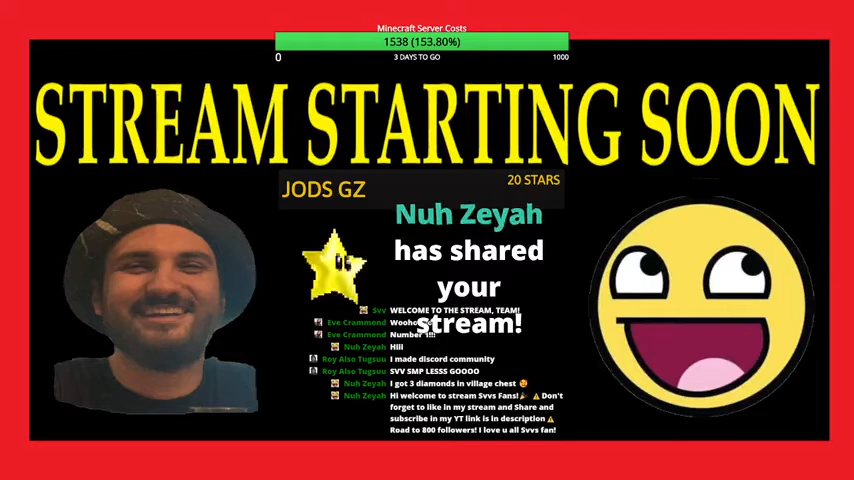 Minecraft Server Costs
1538 (153.80%)
0 3 DAYS TO GO 1000
STREAM STARTING SOON
JODS GZ 20 STARS
Nuh Zeyah
has shared
your
stream!
Svv WELCOME TO THE STREAM, TEAM!
Eve Crammond
Eve Crammond Number 1!!!
Nuh Zeyah HIII
Roy Also Tugsuu I made discord community
Roy Also Tugsuu SVV SMP LESSS GOOOO
Nuh Zeyah I got 3 diamonds in village chest 🤩
Nuh Zeyah Hi welcome to stream Svvs Fans!🎉 ⚠️Don't
forget to like in my stream and Share and
subscribe in my YT link is in description⚠️
Road to 800 followers! I love u all Svvs fan!